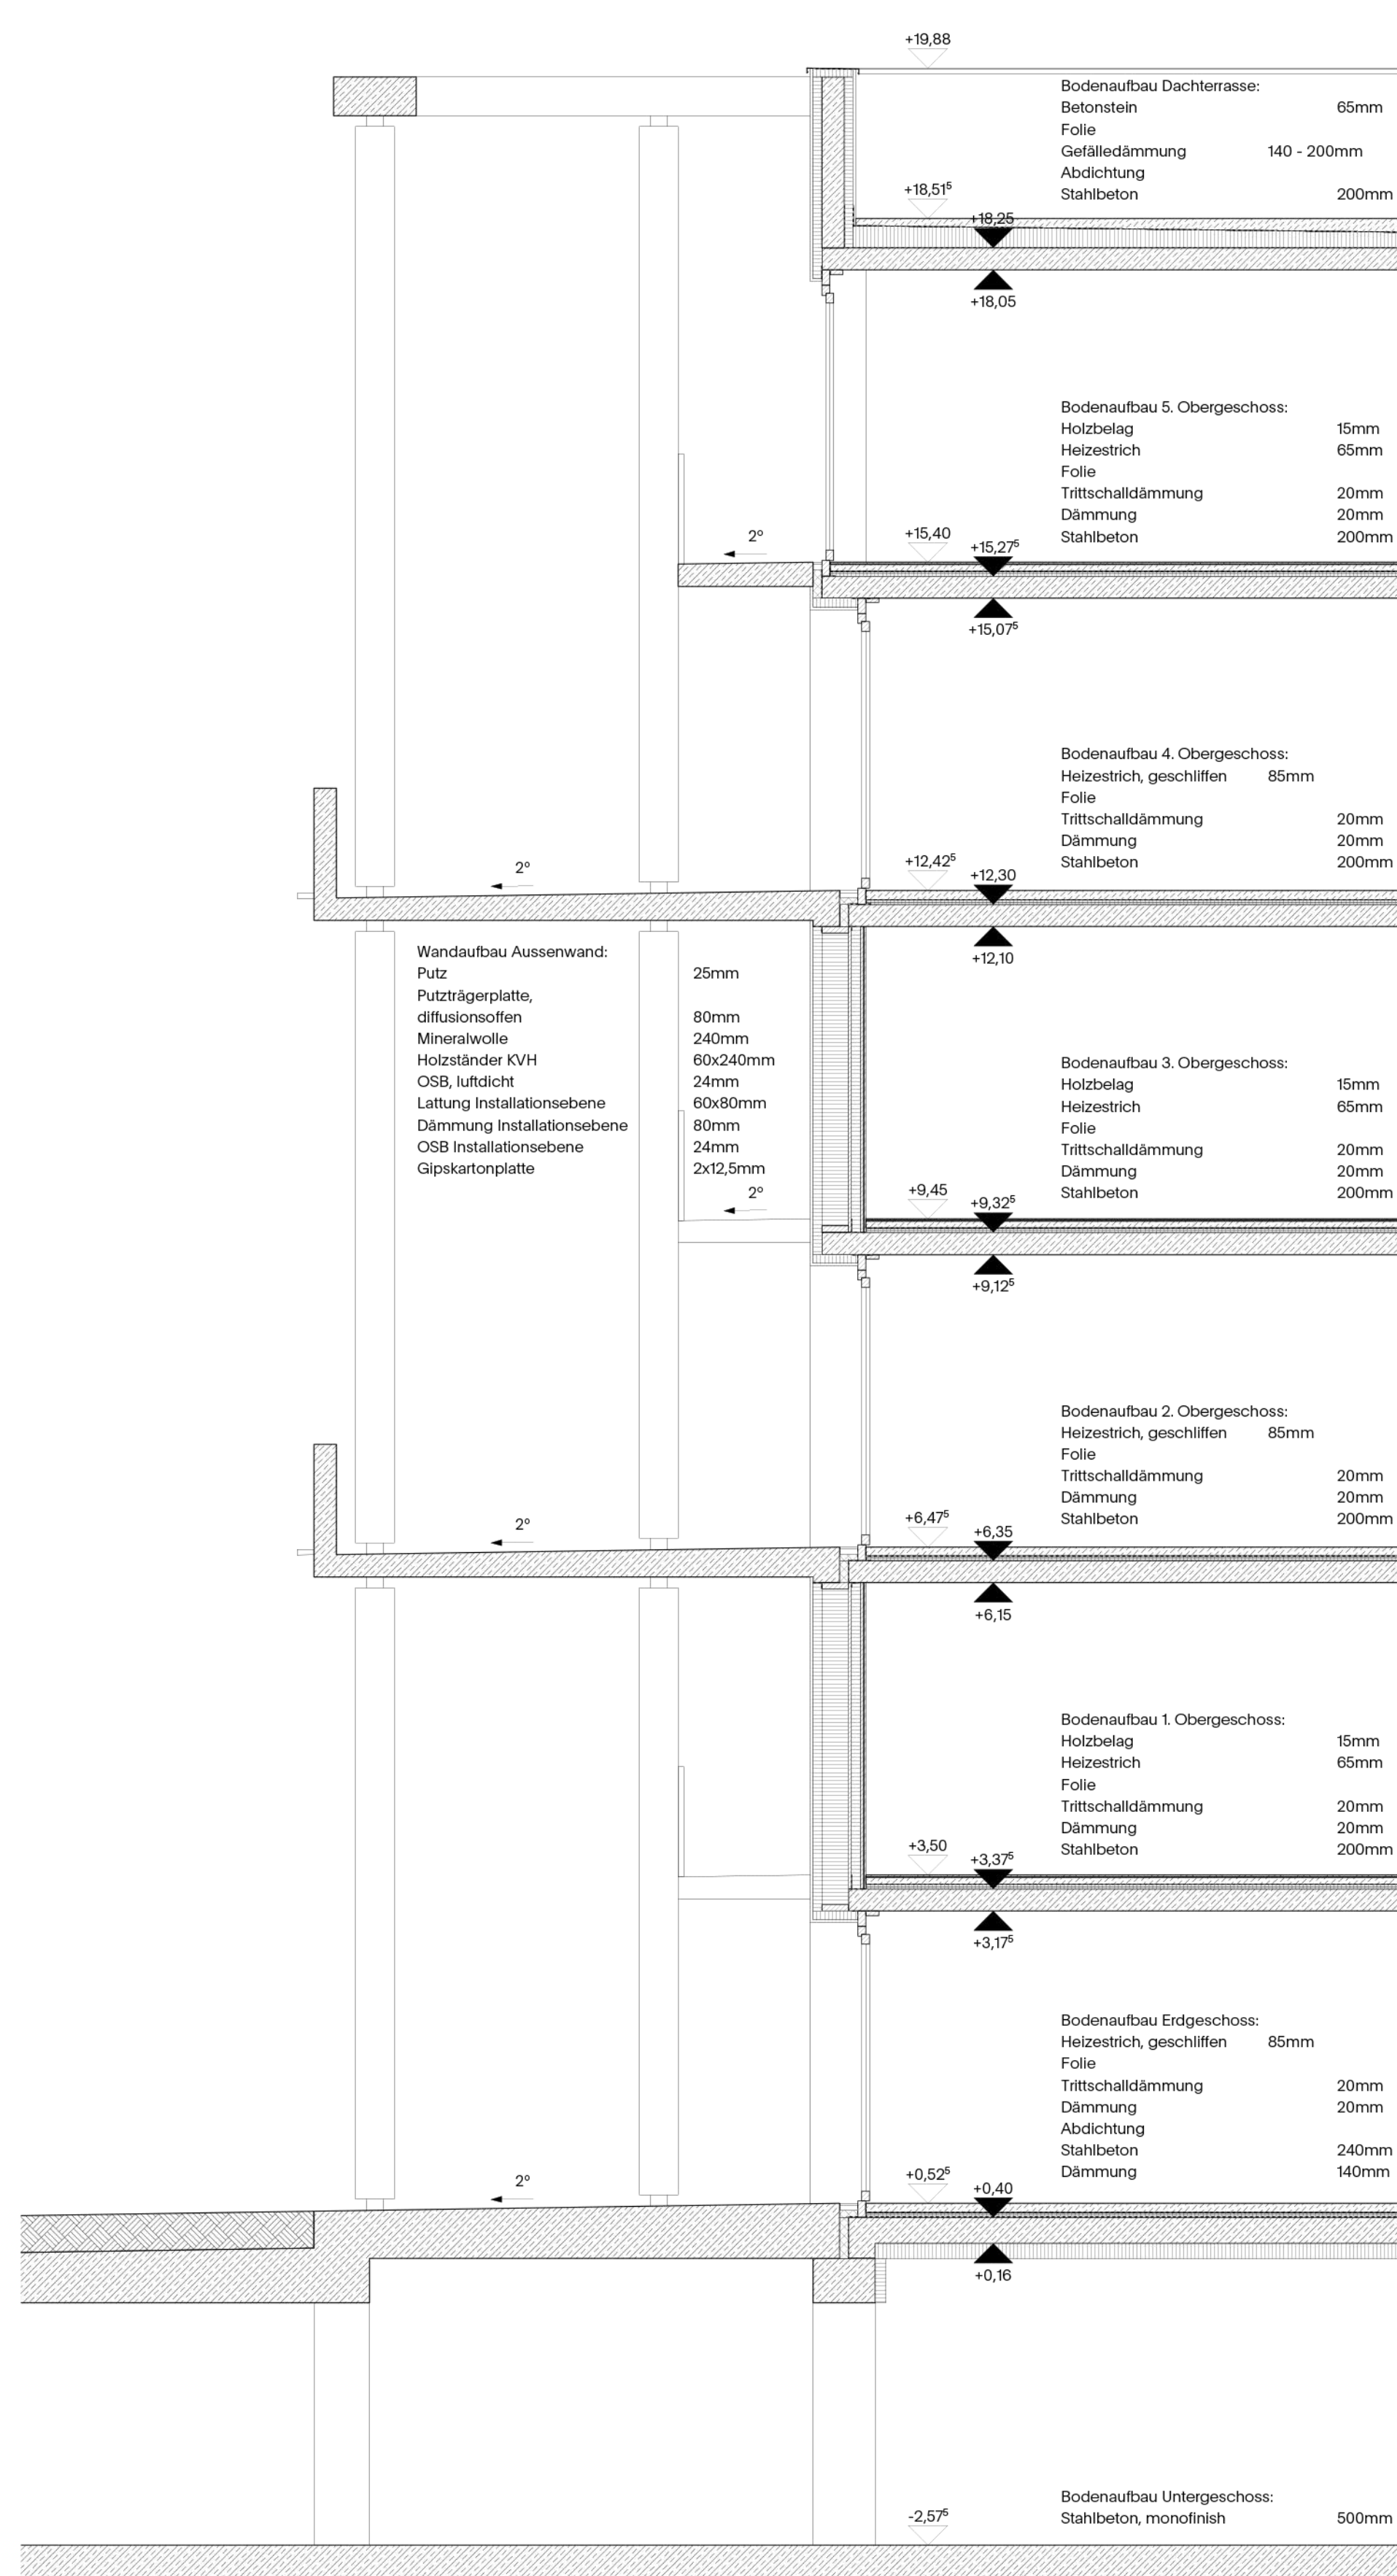 +19,88
Bodenaufbau Dachterrasse:
Betonstein 65mm
Folie
Gefälledämmung 140 - 200mm
Abdichtung
Stahlbeton 200mm
+18,51⁵
+18,25
+18,05
Bodenaufbau 5. Obergeschoss:
Holzbelag 15mm
Heizestrich 65mm
Folie
Trittschalldämmung 20mm
Dämmung 20mm
Stahlbeton 200mm
2°
+15,40
+15,27⁵
+15,07⁵
Bodenaufbau 4. Obergeschoss:
Heizestrich, geschliffen 85mm
Folie
Trittschalldämmung 20mm
Dämmung 20mm
Stahlbeton 200mm
2°
+12,42⁵
+12,30
+12,10
Wandaufbau Aussenwand:
Putz 25mm
Putzträgerplatte,
diffusionsoffen 80mm
Mineralwolle 240mm
Holzständer KVH 60x240mm
OSB, luftdicht 24mm
Lattung Installationsebene 60x80mm
Dämmung Installationsebene 80mm
OSB Installationsebene 24mm
Gipskartonplatte 2x12,5mm
2°
Bodenaufbau 3. Obergeschoss:
Holzbelag 15mm
Heizestrich 65mm
Folie
Trittschalldämmung 20mm
Dämmung 20mm
Stahlbeton 200mm
+9,45
+9,32⁵
+9,12⁵
Bodenaufbau 2. Obergeschoss:
Heizestrich, geschliffen 85mm
Folie
Trittschalldämmung 20mm
Dämmung 20mm
Stahlbeton 200mm
2°
+6,47⁵
+6,35
+6,15
Bodenaufbau 1. Obergeschoss:
Holzbelag 15mm
Heizestrich 65mm
Folie
Trittschalldämmung 20mm
Dämmung 20mm
Stahlbeton 200mm
+3,50
+3,37⁵
+3,17⁵
Bodenaufbau Erdgeschoss:
Heizestrich, geschliffen 85mm
Folie
Trittschalldämmung 20mm
Dämmung 20mm
Abdichtung
Stahlbeton 240mm
Dämmung 140mm
2°
+0,52⁵
+0,40
+0,16
Bodenaufbau Untergeschoss:
Stahlbeton, monofinish 500mm
-2,57⁵